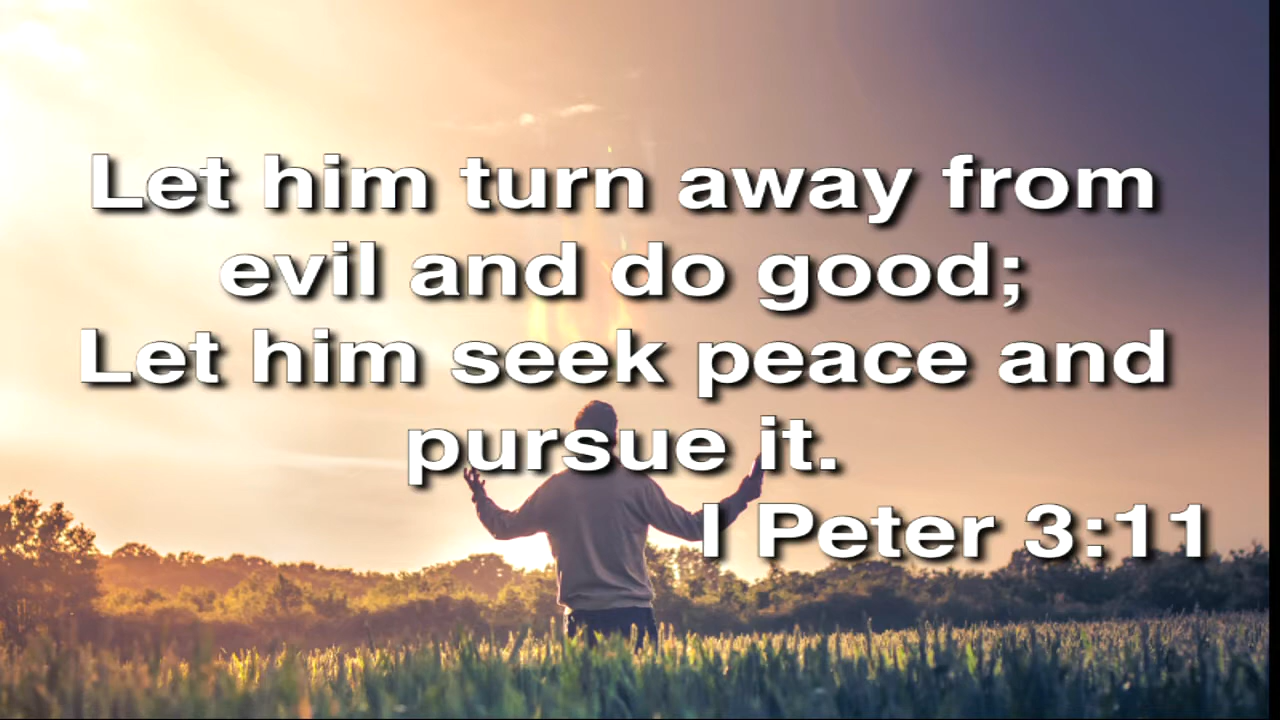 Let him turn away from
evil and do good;
Let him seek peace and
pursue it.
I Peter 3:11